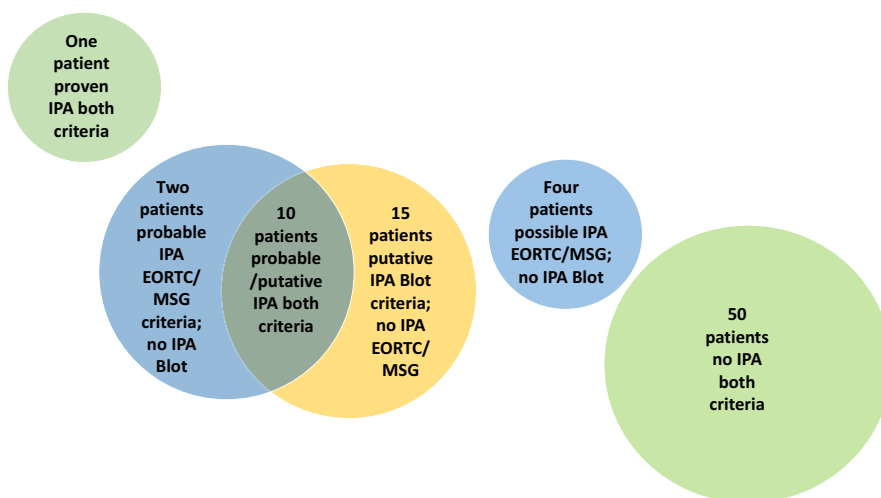 One
patient
proven
IPA both
criteria
Two
patients
probable
IPA
EORTC/
MSG
criteria;
no IPA
Blot
10
patients
probable
/putative
IPA both
criteria
15
patients
putative
IPA Blot
criteria;
no IPA
EORTC/
MSG
Four
patients
possible IPA
EORTC/MSG;
no IPA Blot
50
patients
no IPA
both
criteria